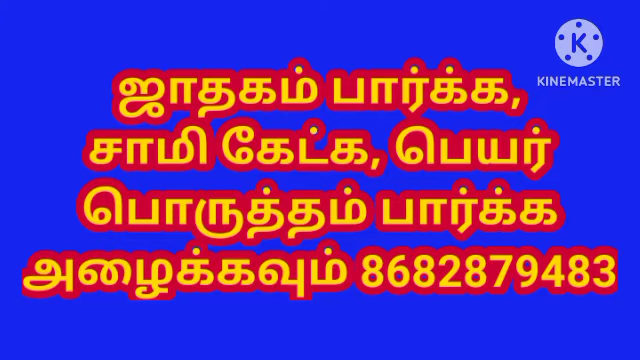 KINEMASTER
ஜாதகம் பார்க்க,
சாமி கேட்க, பெயர்
பொருத்தம் பார்க்க
அழைக்கவும் 8682879483